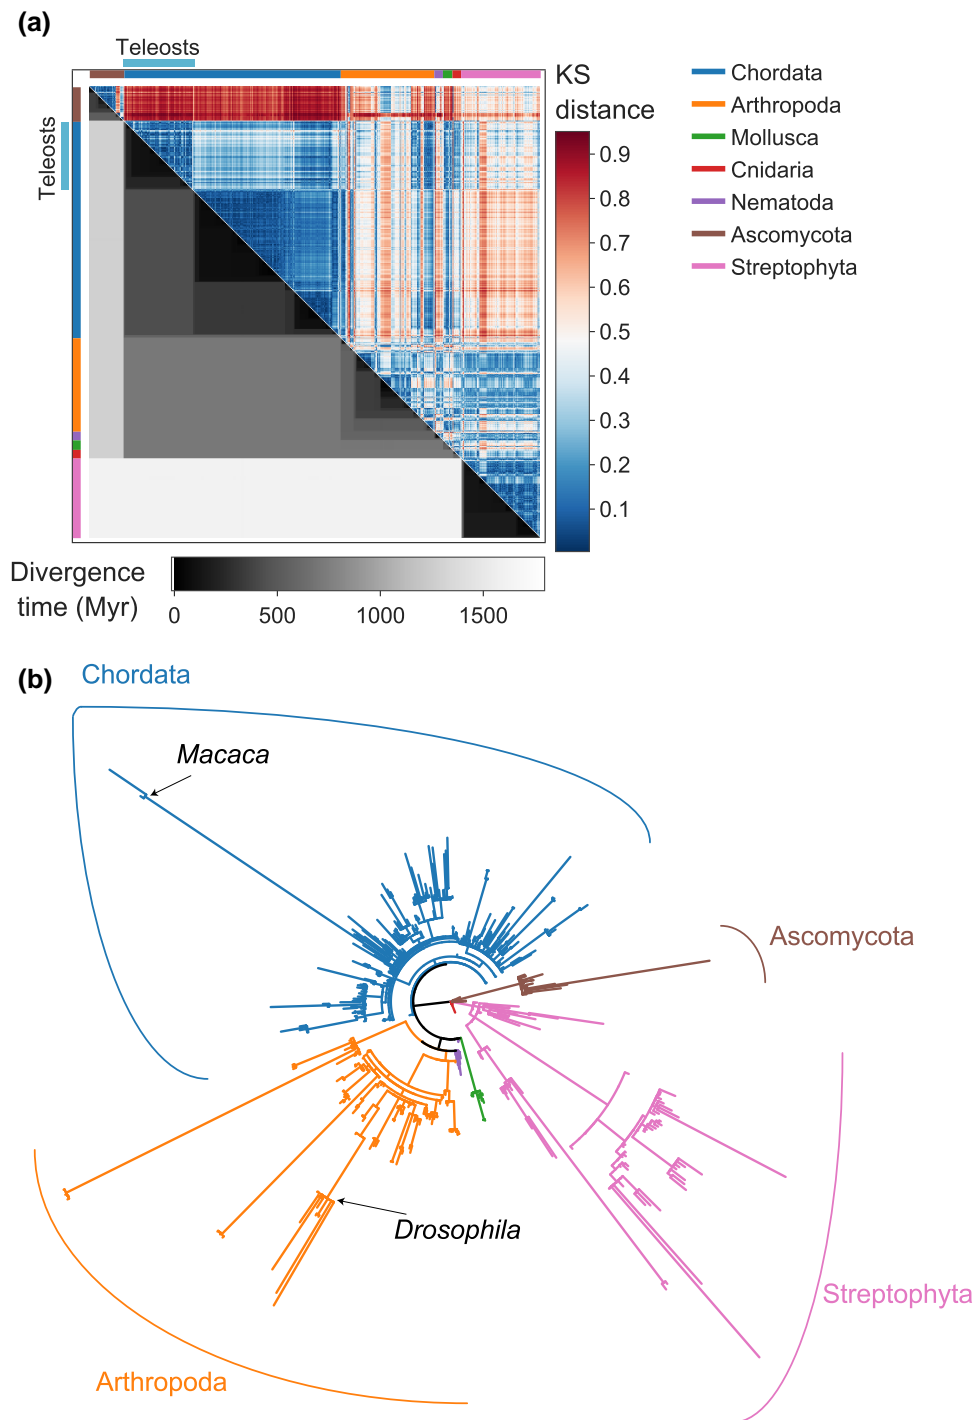 (a)
Teleosts
Teleosts
KS
distance
0.9
0.8
0.7
0.6
0.5
0.4
0.3
0.2
0.1
Chordata
Arthropoda
Mollusca
Cnidaria
Nematoda
Ascomycota
Streptophyta
Divergence
time (Myr)
0
500
1000
1500
(b)
Chordata
Macaca
Ascomycota
Drosophila
Streptophyta
Arthropoda